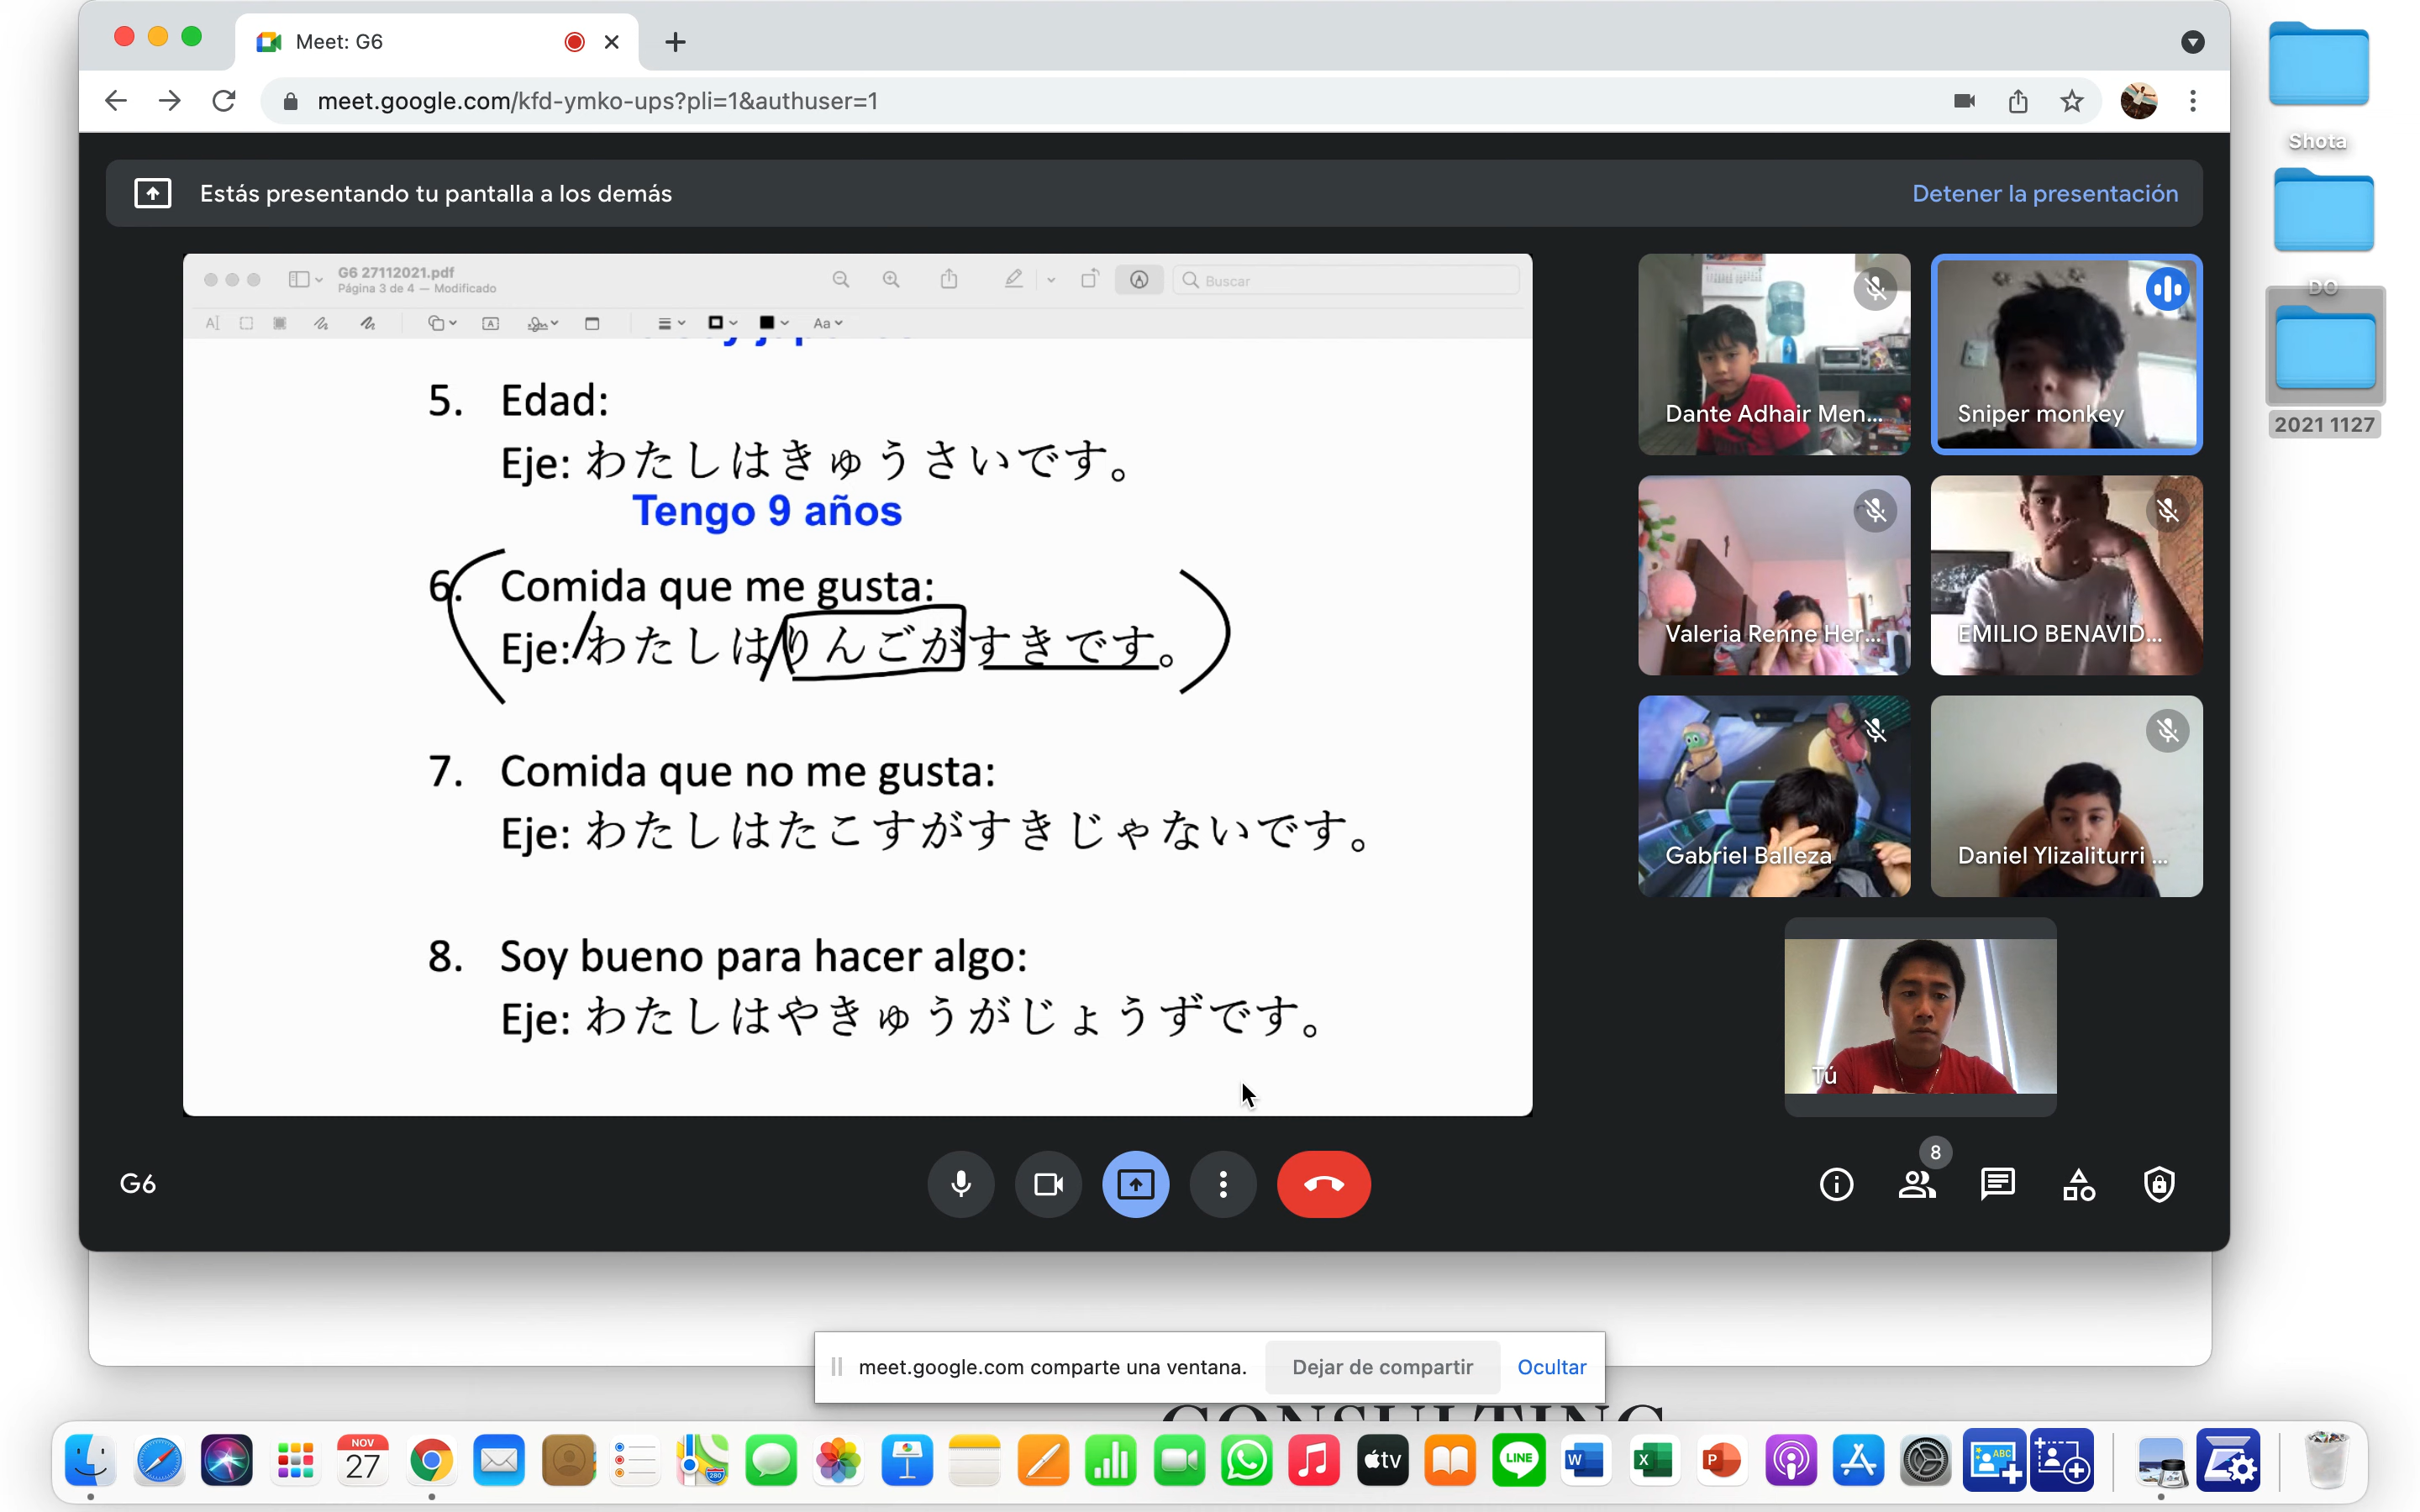 Meet: G6
meet.google.com/kfd-ymko-ups?pli=1&authuser=1
Estás presentando tu pantalla a los demás
Detener la presentación
G6 27112021.pdf
Página 3 de 4 — Modificado
Buscar
Aa
5. Edad:
Eje: わたしはきゅうさいです。
Tengo 9 años
6. Comida que me gusta:
Eje: わたしはりんごがすきです。
7. Comida que no me gusta:
Eje: わたしはたこすがすきじゃないです。
8. Soy bueno para hacer algo:
Eje: わたしはやきゅうがじょうずです。
Dante Adhair Men...
Sniper monkey
Valeria Renne Her...
EMILIO BENAVID...
Gabriel Balleza
Daniel Ylizaliturri ...
Tú
G6
8
Shota
DO
2021 1127
meet.google.com comparte una ventana.
Dejar de compartir
Ocultar
CONSULTING
NOV
27
280
tv
LINE
W
X
P
ABC